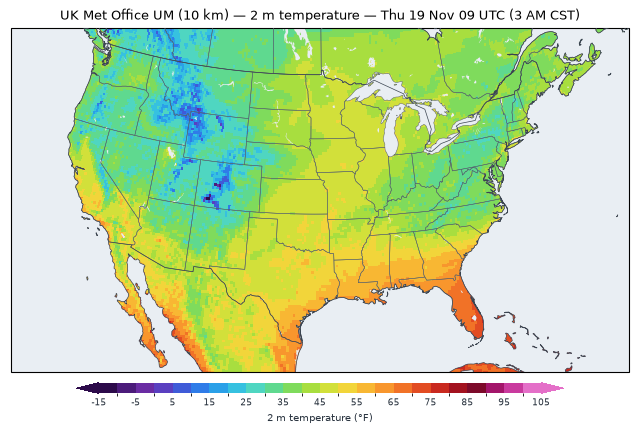 UK Met Office UM (10 km) — 2 m temperature — Thu 19 Nov 09 UTC (3 AM CST)
-15 -5 5 15 25 35 45 55 65 75 85 95 105
2 m temperature (°F)